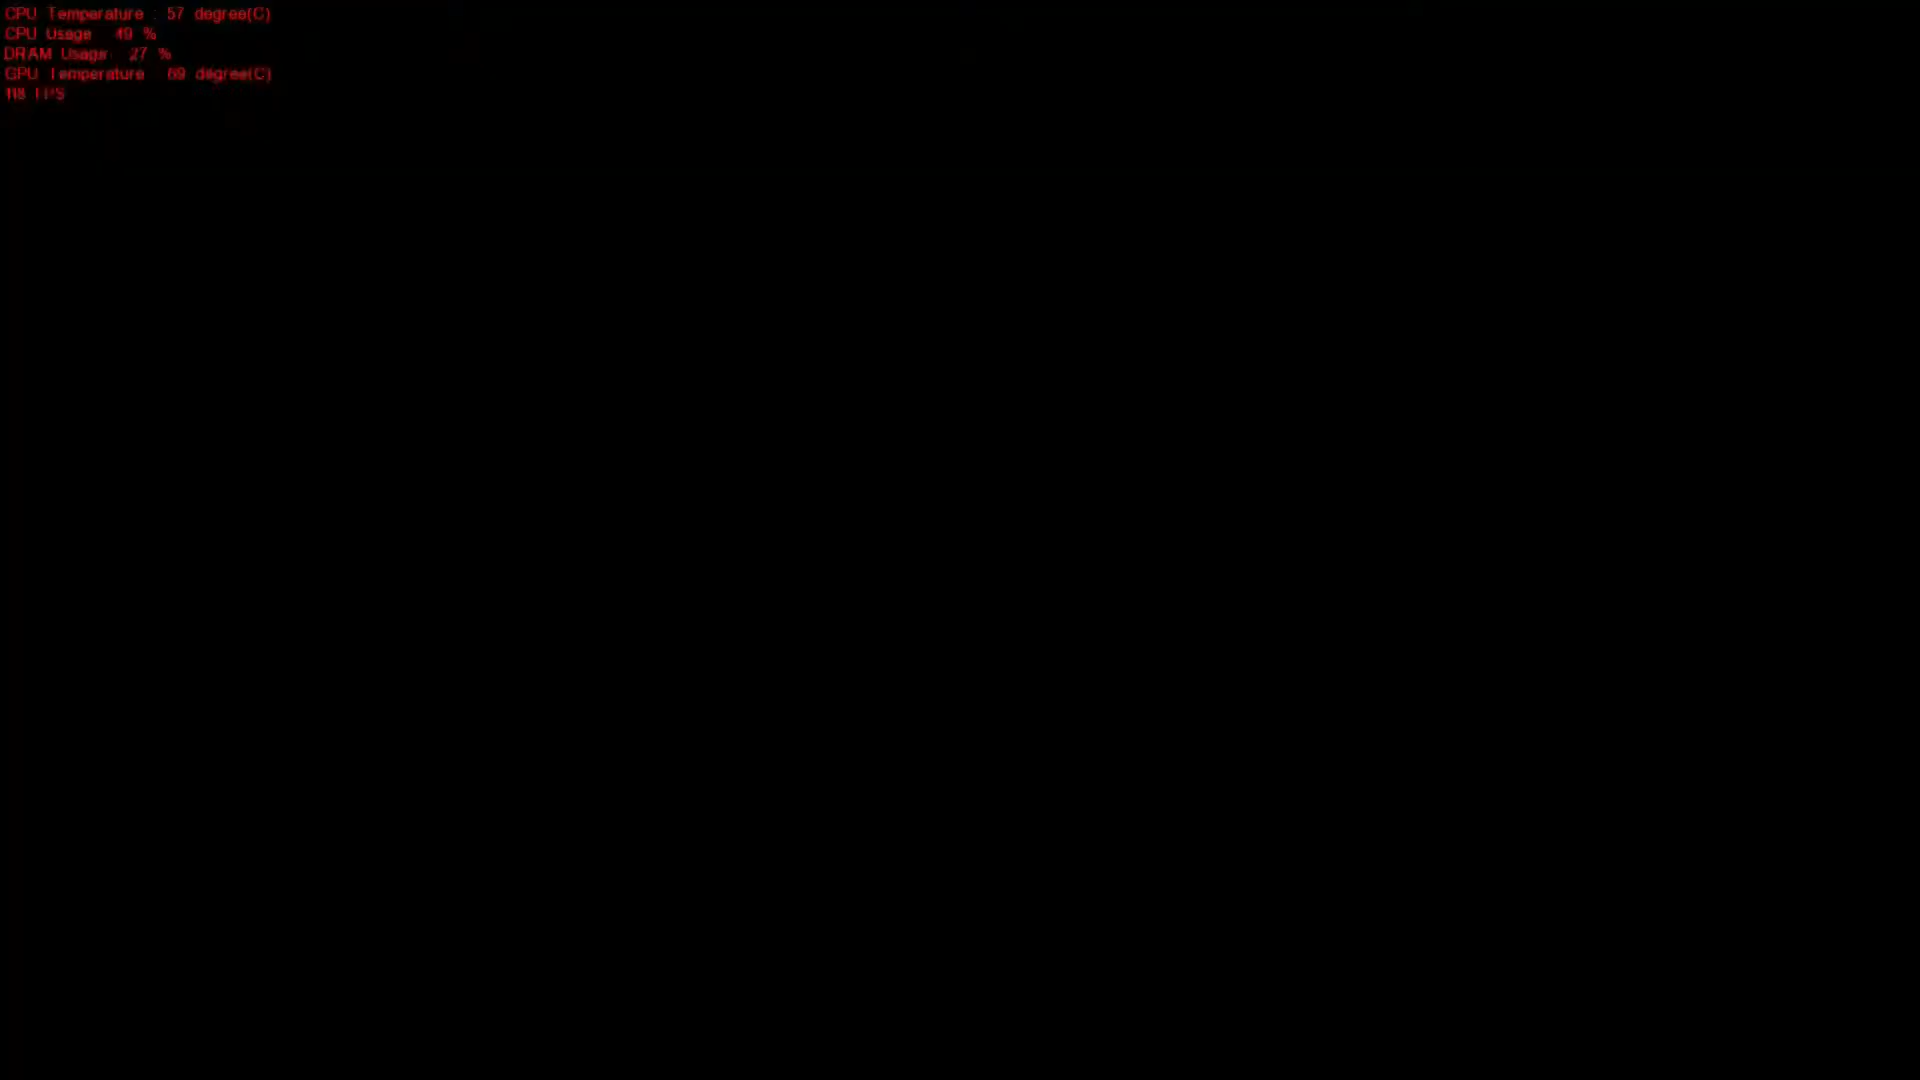 CPU Temperature : 57 degree(C)
CPU Usage 49 %
DRAM Usage 27 %
GPU Temperature 69 degree(C)
118 FPS